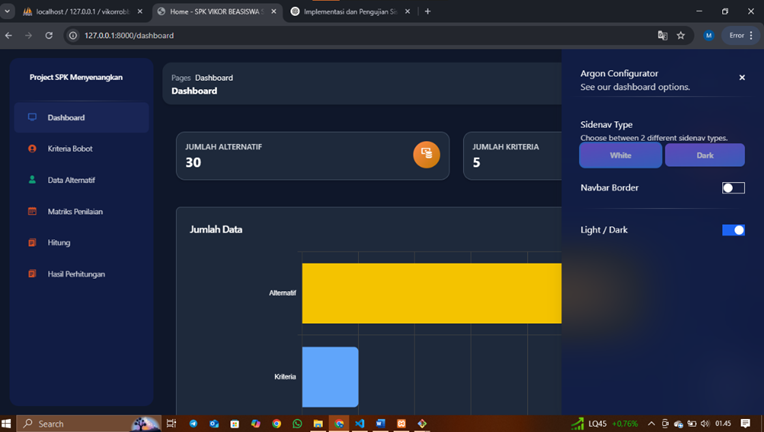 localhost / 127.0.0.1 / vikorrobb
Home - SPK VIKOR BEASISWA S
Implementasi dan Pengujian Si
127.0.0.1:8000/dashboard
M
Error
Project SPK Menyenangkan
Dashboard
Kriteria Bobot
Data Alternatif
Matriks Penilaian
Hitung
Hasil Perhitungan
Pages Dashboard
Dashboard
JUMLAH ALTERNATIF
30
JUMLAH KRITERIA
5
Jumlah Data
Alternatif
Kriteria
Argon Configurator
See our dashboard options.
Sidenav Type
Choose between 2 different sidenav types.
White
Dark
Navbar Border
Light / Dark
Search
LQ45 +0,76%
01.45